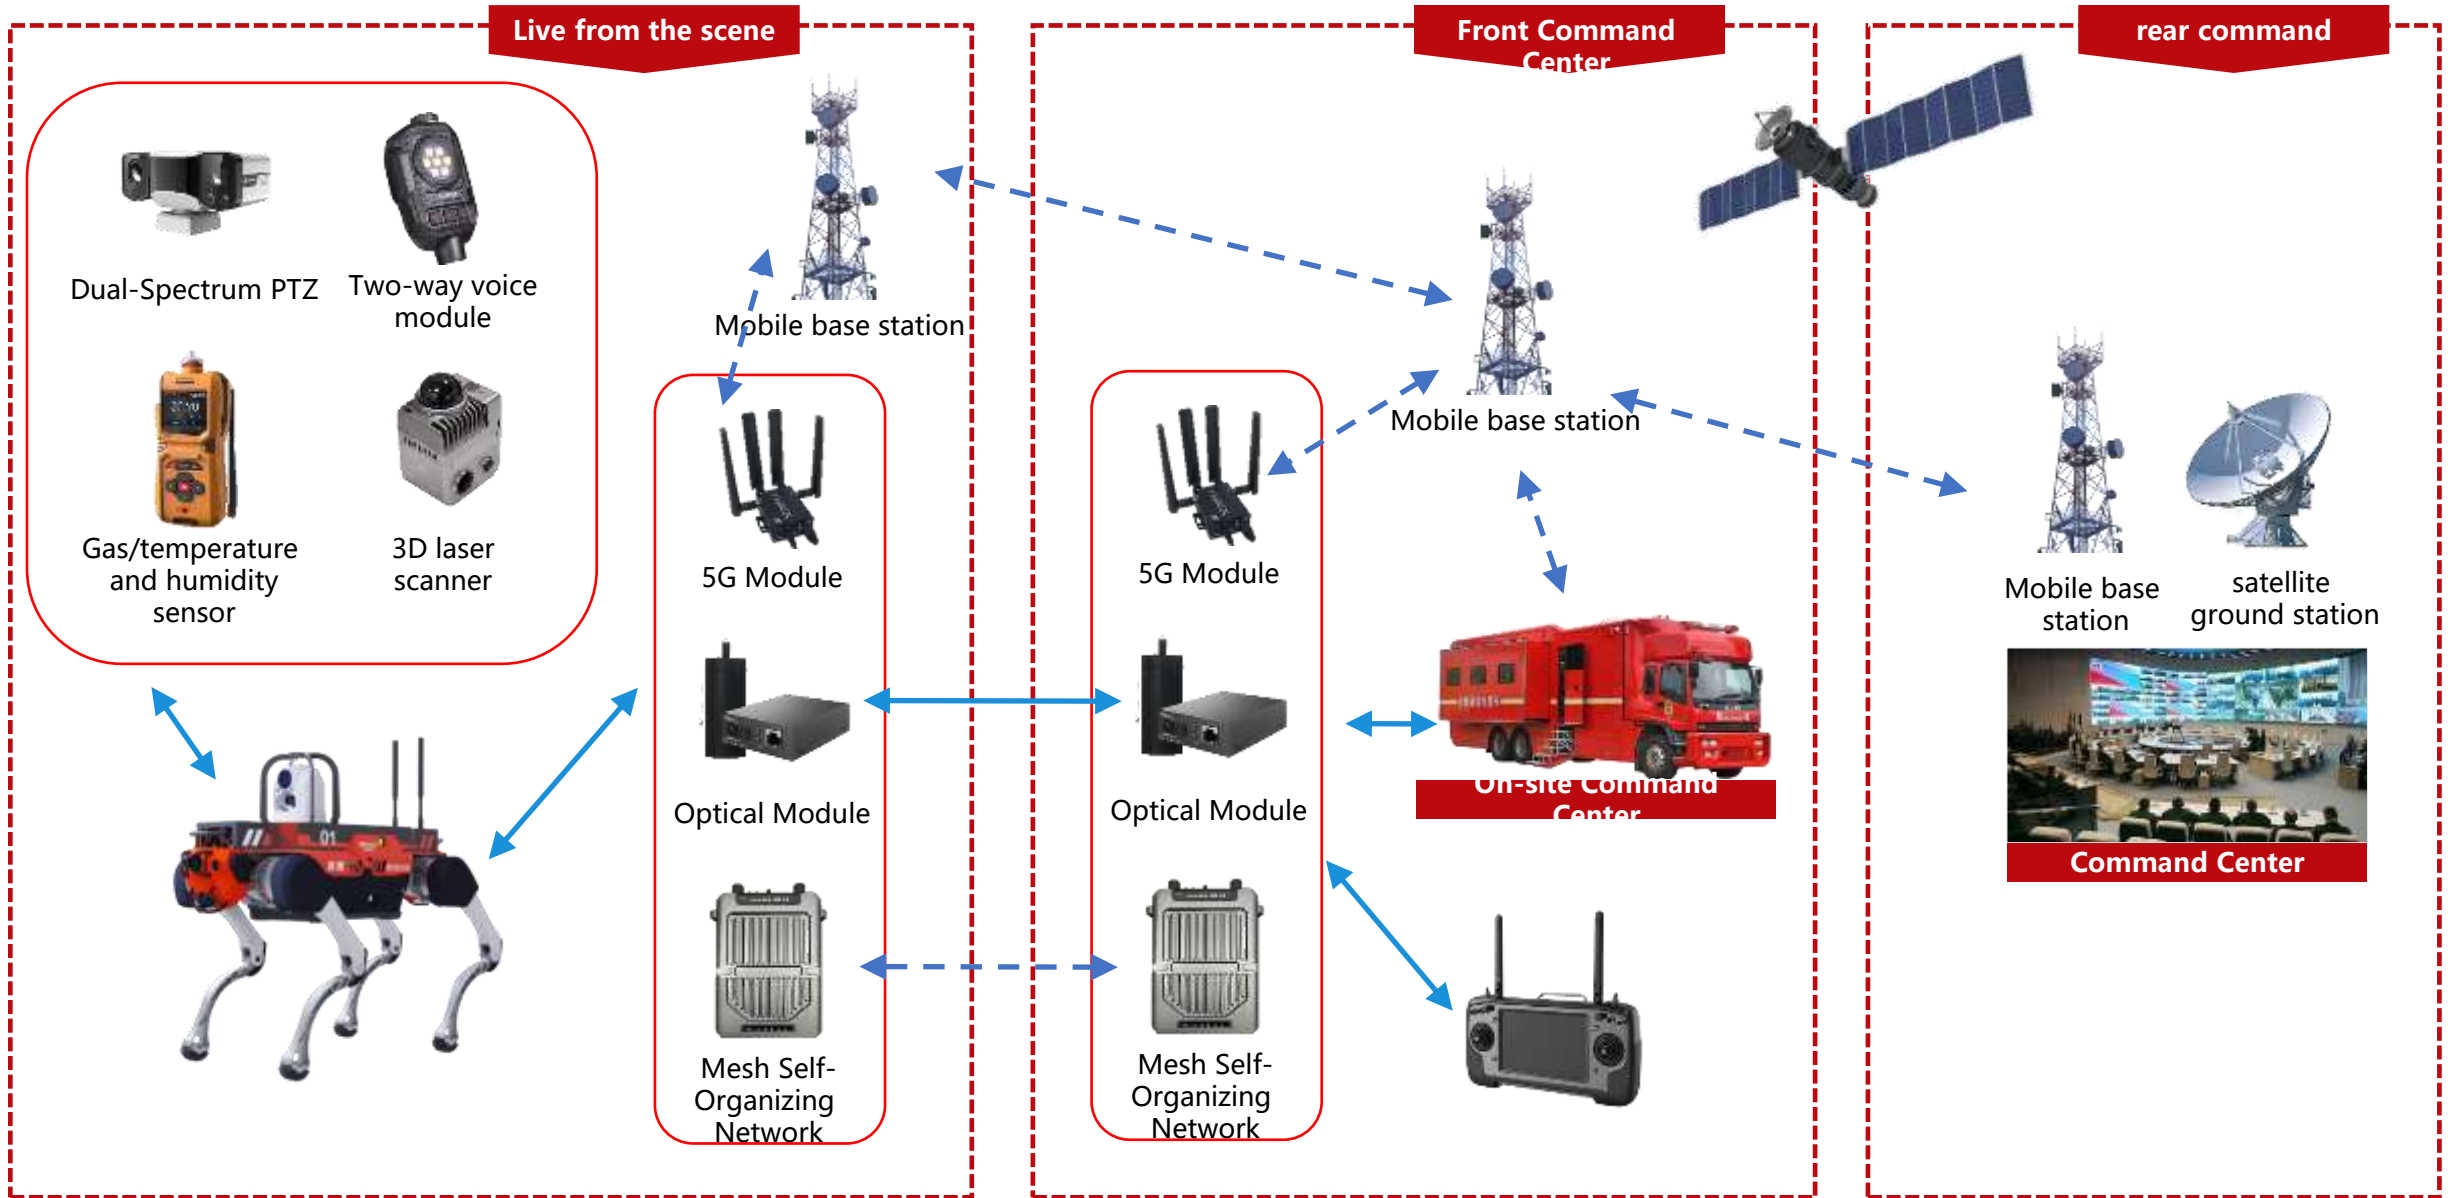 Live from the scene
Front Command
Center
rear command
Dual-Spectrum PTZ
Two-way voice
module
Mobile base station
Gas/temperature
and humidity
sensor
3D laser
scanner
Mobile base station
5G Module
5G Module
Mobile base
station
satellite
ground station
Optical Module
Optical Module
On-site Command
Center
Command Center
01
Mesh Self-
Organizing
Network
Mesh Self-
Organizing
Network